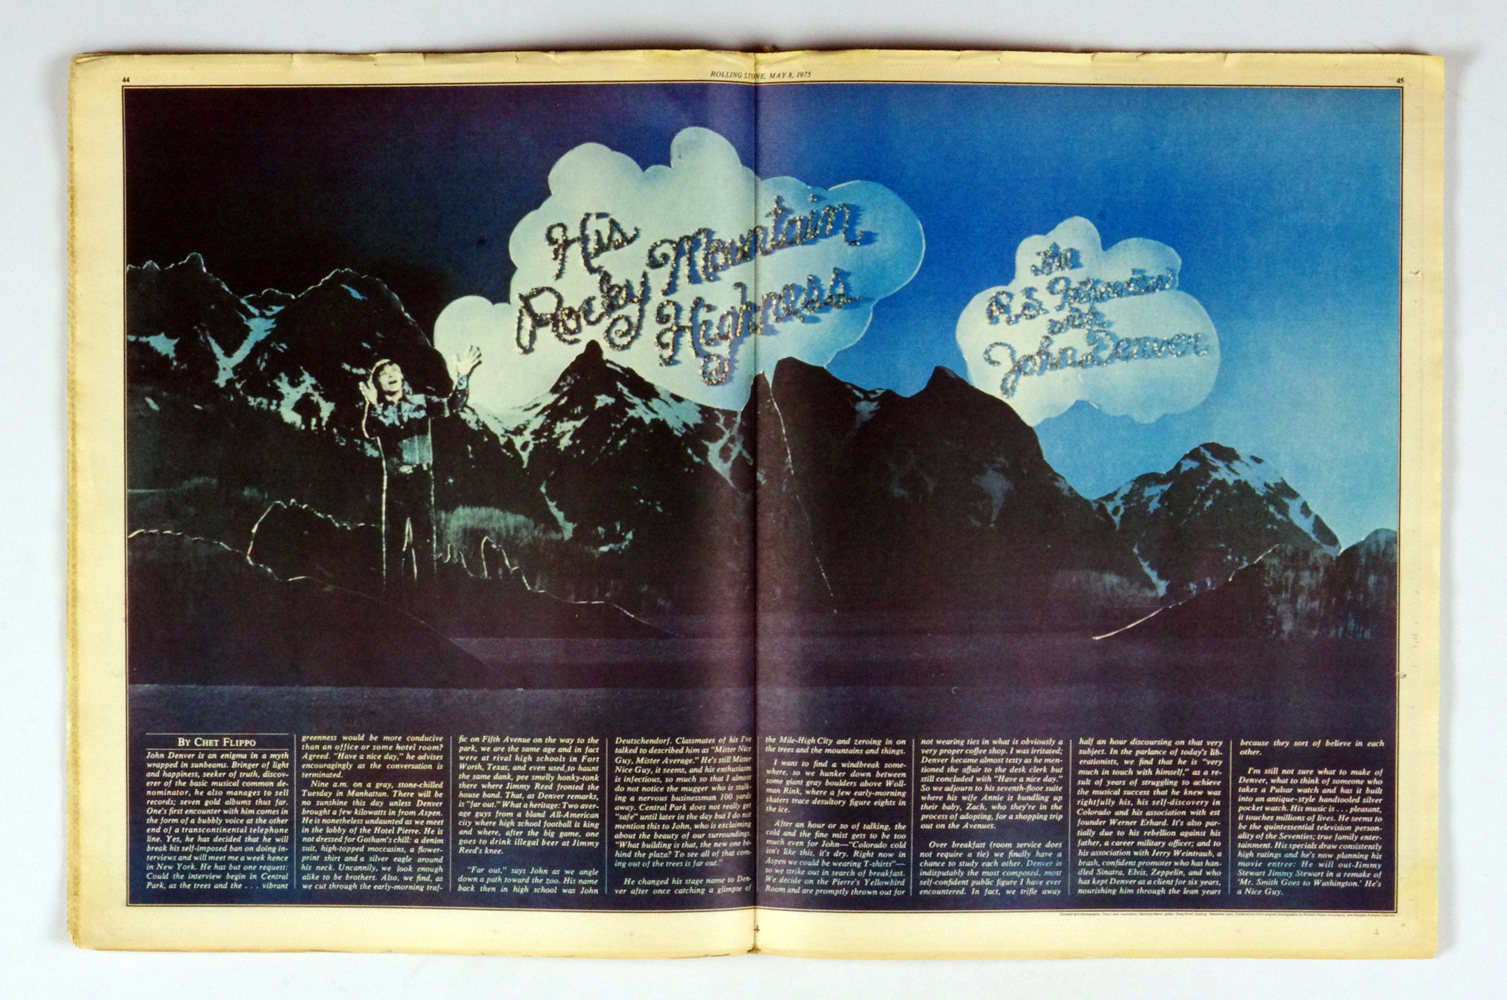 44
ROLLING STONE, MAY 8, 1975
45
His
Rocky Mountain
Highness
The
R.S. Interview
with
John Denver
BY CHET FLIPPO
John Denver is an enigma in a myth
wrapped in sunbeams. Bringer of light
and happiness, seeker of truth, discov-
erer of the basic musical common de-
nominator, he also manages to sell
records; seven gold albums thus far.
One's first encounter with him comes in
the form of a bubbly voice at the other
end of a transcontinental telephone
line. Yes, he has decided that he will
break his self-imposed ban on doing in-
terviews and will meet me a week hence
in New York. He has but one request:
Could the interview begin in Central
Park, as the trees and the . . . vibrant
greenness would be more conducive
than an office or some hotel room?
Agreed. "Have a nice day," he advises
encouragingly as the conversation is
terminated.
Nine a.m. on a gray, stone-chilled
Tuesday in Manhattan. There will be
no sunshine this day unless Denver
brought a few kilowatts in from Aspen.
He is nonetheless undaunted as we meet
in the lobby of the Hotel Pierre. He is
not dressed for Gotham's chill: a denim
suit, high-topped moccasins, a flower-
print shirt and a silver eagle around
his neck. Uncannily, we look enough
alike to be brothers. Also, we find, as
we cut through the early-morning traf-
fic on Fifth Avenue on the way to the
park, we are the same age and in fact
were at rival high schools in Fort
Worth, Texas, and even used to haunt
the same dank, pee smelly honky-tonk
there where Jimmy Reed fronted the
house band. That, as Denver remarks,
is "far out." What a heritage: Two aver-
age guys from a bland All-American
city where high school football is king
and where, after the big game, one
goes to drink illegal beer at Jimmy
Reed's knee.
"Far out," says John as we angle
down a path toward the zoo. His name
back then in high school was John
Deutschendorf. Classmates of his I've
talked to described him as "Mister Nice
Guy, Mister Average." He's still Mister
Nice Guy, it seems, and his enthusiasm
is infectious, so much so that I almost
do not notice the mugger who is stalk-
ing a nervous businessman 100 yards
away. Central Park does not really get
"safe" until later in the day but I do not
mention this to John, who is exclaiming
about the beauty of our surroundings.
"What building is that, the new one be-
hind the plaza? To see all of that com-
ing out of the trees is far out."
He changed his stage name to Den-
ver after once catching a glimpse of
the Mile-High City and zeroing in on
the trees and the mountains and things.
I want to find a windbreak some-
where, so we hunker down between
some giant gray boulders above Woll-
man Rink, where a few early-morning
skaters trace desultory figure eights in
the ice.
After an hour or so of talking, the
cold and the fine mist gets to be too
much even for John—"Colorado cold
isn't like this, it's dry. Right now in
Aspen we could be wearing T-shirts"—
so we strike out in search of breakfast.
We decide on the Pierre's Yellowbird
Room and are promptly thrown out for
not wearing ties in what is obviously a
very proper coffee shop. I was irritated;
Denver became almost testy as he men-
tioned the affair to the desk clerk but
still concluded with "Have a nice day."
So we adjourn to his seventh-floor suite
where his wife Annie is bundling up
their baby, Zach, who they're in the
process of adopting, for a shopping trip
out on the Avenues.
Over breakfast (room service does
not require a tie) we finally have a
chance to study each other. Denver is
indisputably the most composed, most
self-confident public figure I have ever
encountered. In fact, we trifle away
half an hour discoursing on that very
subject. In the parlance of today's lib-
erationists, we find that he is "very
much in touch with himself," as a re-
sult of years of struggling to achieve
the musical success that he knew was
rightfully his, his self-discovery in
Colorado and his association with est
founder Werner Erhard. It's also par-
tially due to his rebellion against his
father, a career military officer; and to
his association with Jerry Weintraub, a
brash, confident promoter who has han-
dled Sinatra, Elvis, Zeppelin, and who
has kept Denver as a client for six years,
nourishing him through the lean years
because they sort of believe in each
other.
I'm still not sure what to make of
Denver, what to think of someone who
takes a Pulsar watch and has it built
into an antique-style handtooled silver
pocket watch. His music is . . . pleasant,
it touches millions of lives. He seems to
be the quintessential television person-
ality of the Seventies; true family enter-
tainment. His specials draw consistently
high ratings and he's now planning his
movie entree: He will out-Jimmy
Stewart Jimmy Stewart in a remake of
'Mr. Smith Goes to Washington.' He's
a Nice Guy.